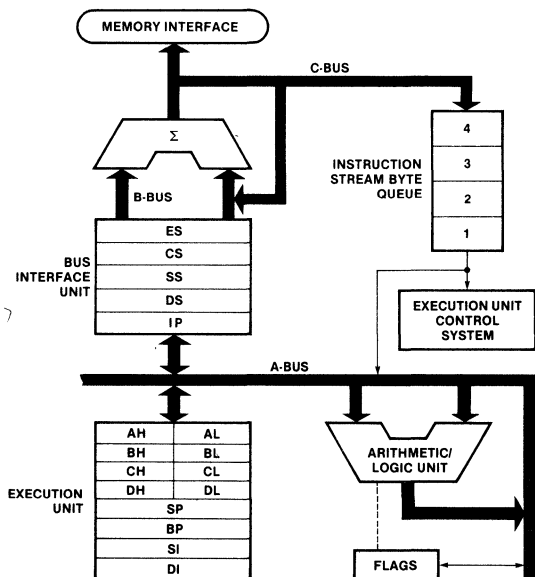 MEMORY INTERFACE
C-BUS
Σ
B-BUS
4
3
2
1
INSTRUCTION
STREAM BYTE
QUEUE
ES
CS
SS
DS
IP
BUS
INTERFACE
UNIT
EXECUTION UNIT
CONTROL
SYSTEM
A-BUS
AH AL
BH BL
CH CL
DH DL
SP
BP
SI
DI
EXECUTION
UNIT
ARITHMETIC/
LOGIC UNIT
FLAGS